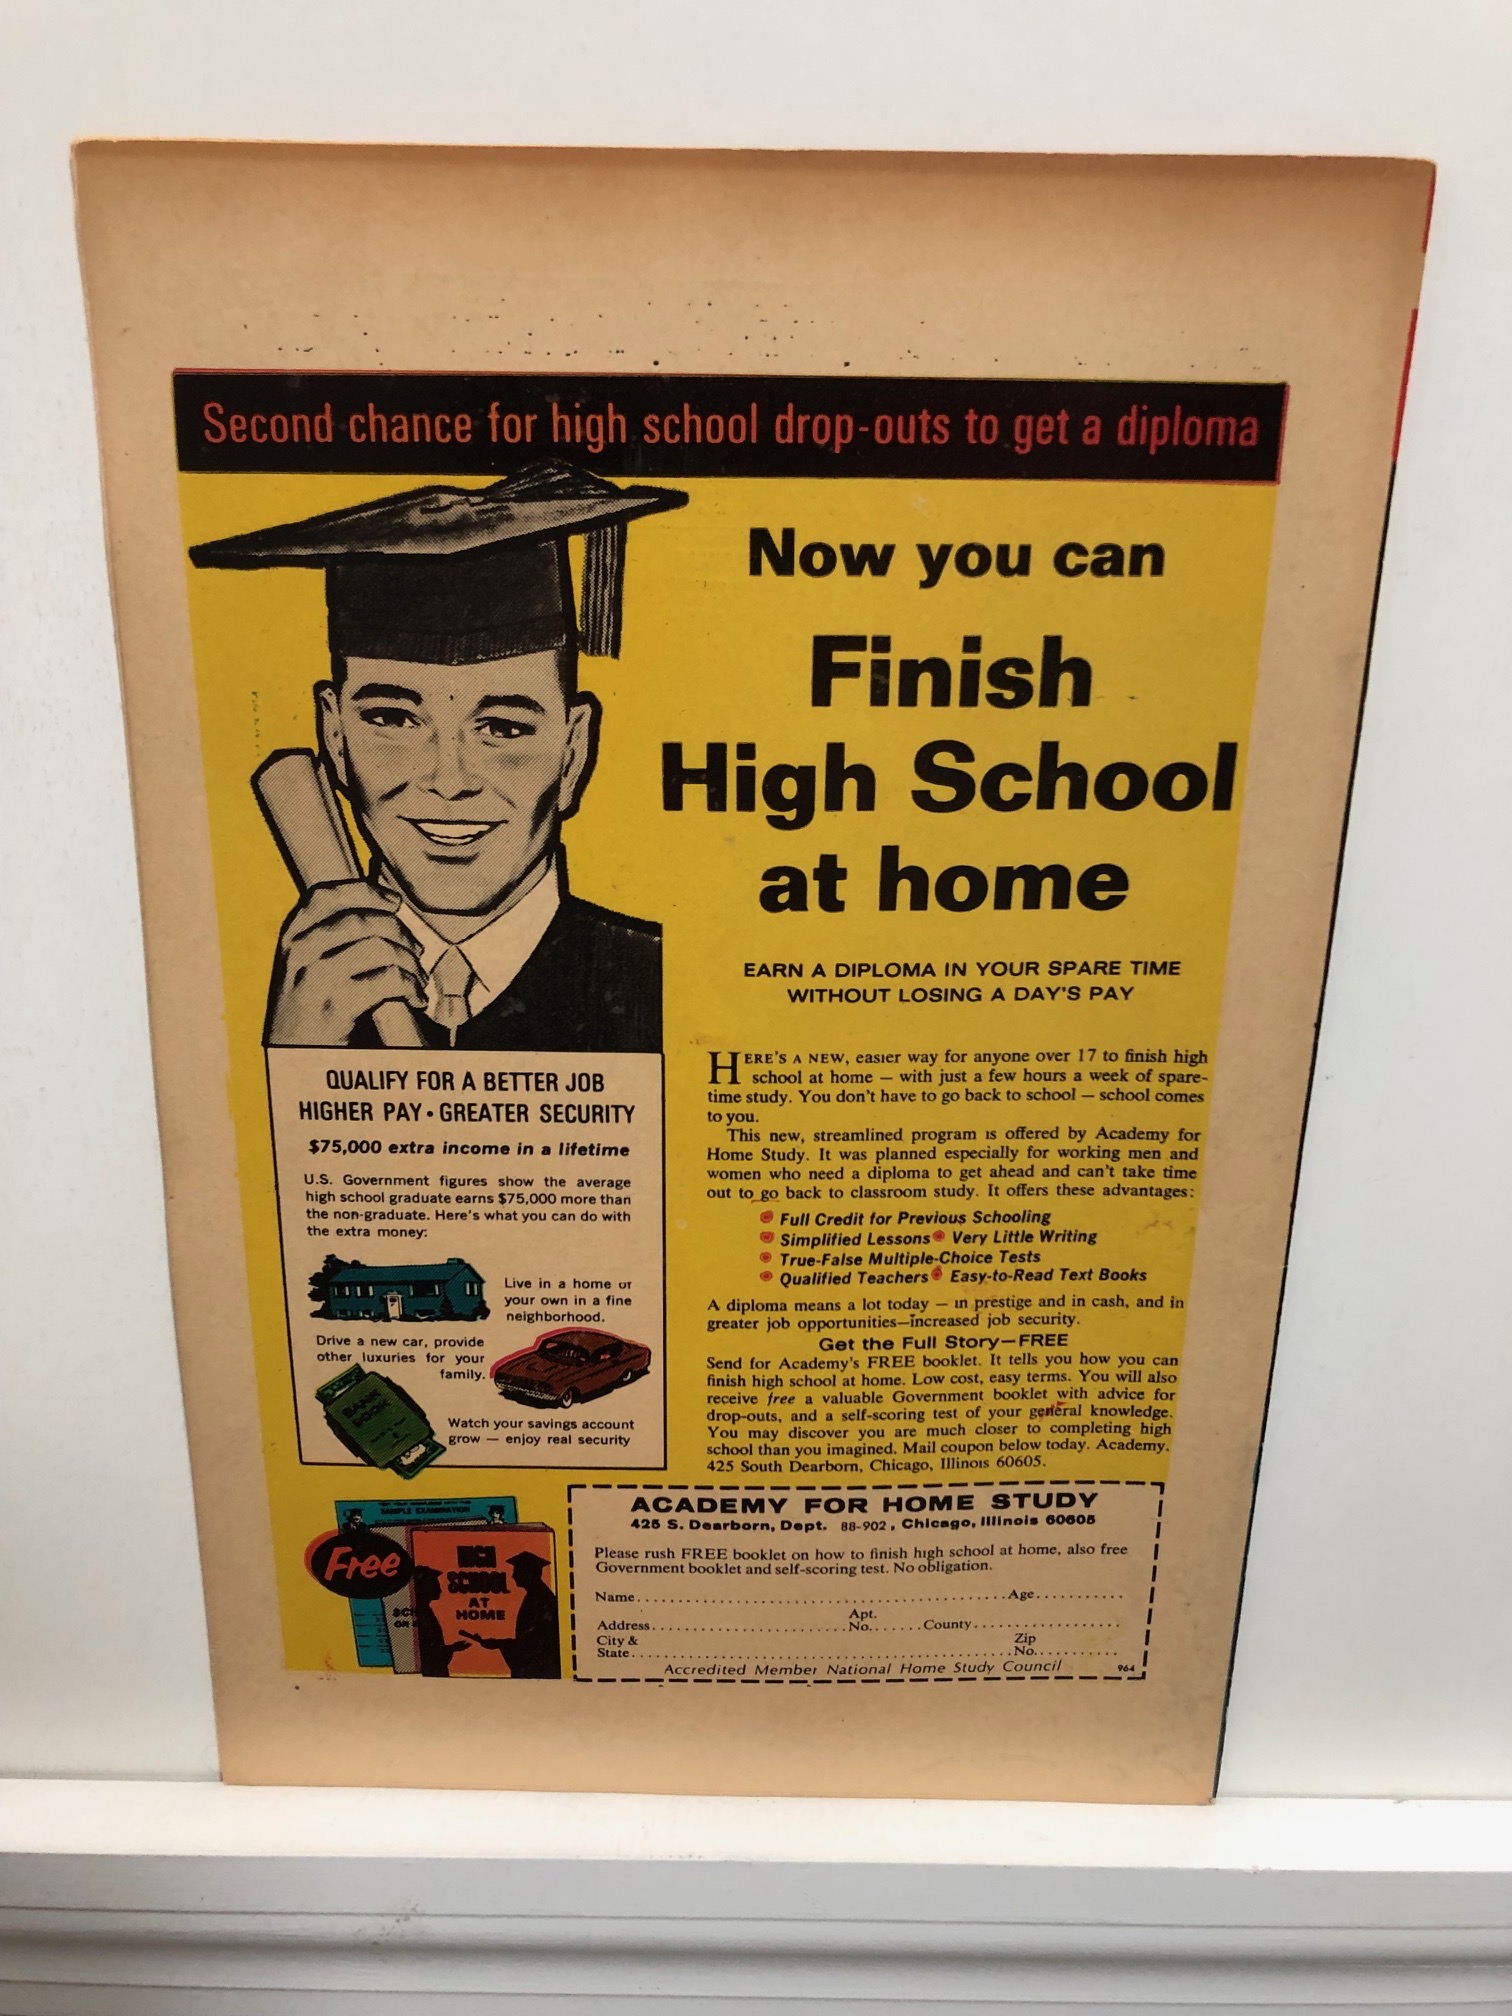 Second chance for high school drop-outs to get a diploma
Now you can
Finish
High School
at home
EARN A DIPLOMA IN YOUR SPARE TIME
WITHOUT LOSING A DAY'S PAY
QUALIFY FOR A BETTER JOB
HIGHER PAY • GREATER SECURITY
$75,000 extra income in a lifetime
U.S. Government figures show the average
high school graduate earns $75,000 more than
the non-graduate. Here's what you can do with
the extra money:
Live in a home of
your own in a fine
neighborhood.
Drive a new car, provide
other luxuries for your
family.
BANK
BOOK
Watch your savings account
grow — enjoy real security
HERE'S A NEW, easier way for anyone over 17 to finish high
school at home — with just a few hours a week of spare-
time study. You don't have to go back to school — school comes
to you.
This new, streamlined program is offered by Academy for
Home Study. It was planned especially for working men and
women who need a diploma to get ahead and can't take time
out to go back to classroom study. It offers these advantages:
• Full Credit for Previous Schooling
• Simplified Lessons • Very Little Writing
• True-False Multiple-Choice Tests
• Qualified Teachers • Easy-to-Read Text Books
A diploma means a lot today — in prestige and in cash, and in
greater job opportunities—increased job security.
Get the Full Story—FREE
Send for Academy's FREE booklet. It tells you how you can
finish high school at home. Low cost, easy terms. You will also
receive free a valuable Government booklet with advice for
drop-outs, and a self-scoring test of your general knowledge.
You may discover you are much closer to completing high
school than you imagined. Mail coupon below today. Academy.
425 South Dearborn, Chicago, Illinois 60605.
SAMPLE EXAMINATION
Free
SCH
OR
HIGH
SCHOOL
AT
HOME
ACADEMY FOR HOME STUDY
425 S. Dearborn, Dept. 88-902, Chicago, Illinois 60605
Please rush FREE booklet on how to finish high school at home, also free
Government booklet and self-scoring test. No obligation.
Name.......................................Age...........
Apt.
Address.........................No.......County...................
City & Zip
State.......................................No...........
Accredited Member National Home Study Council 964